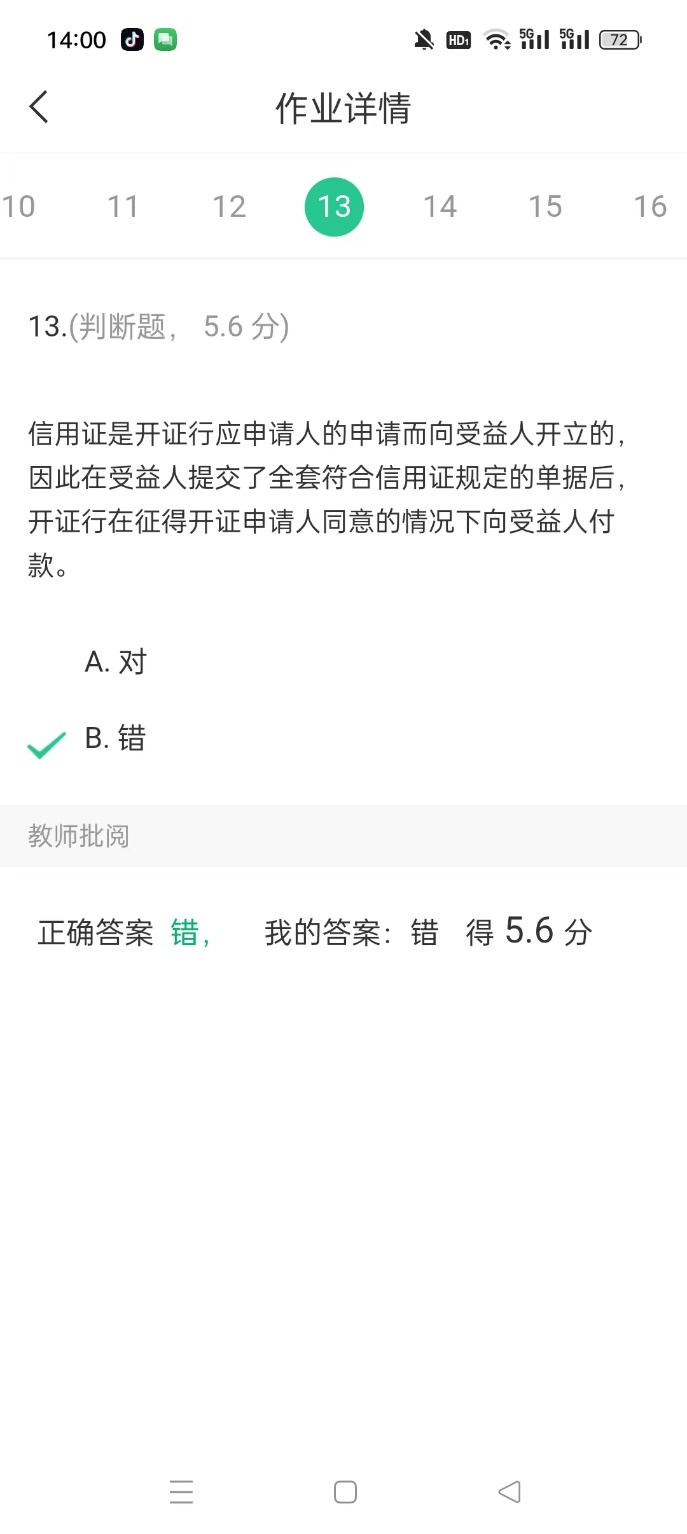 14:00 HD1 5G 5G 72
作业详情
10 11 12 13 14 15 16
13.(判断题， 5.6 分)
信用证是开证行应申请人的申请而向受益人开立的，
因此在受益人提交了全套符合信用证规定的单据后，
开证行在征得开证申请人同意的情况下向受益人付
款。
A. 对
B. 错
教师批阅
正确答案 错， 我的答案：错 得 5.6 分